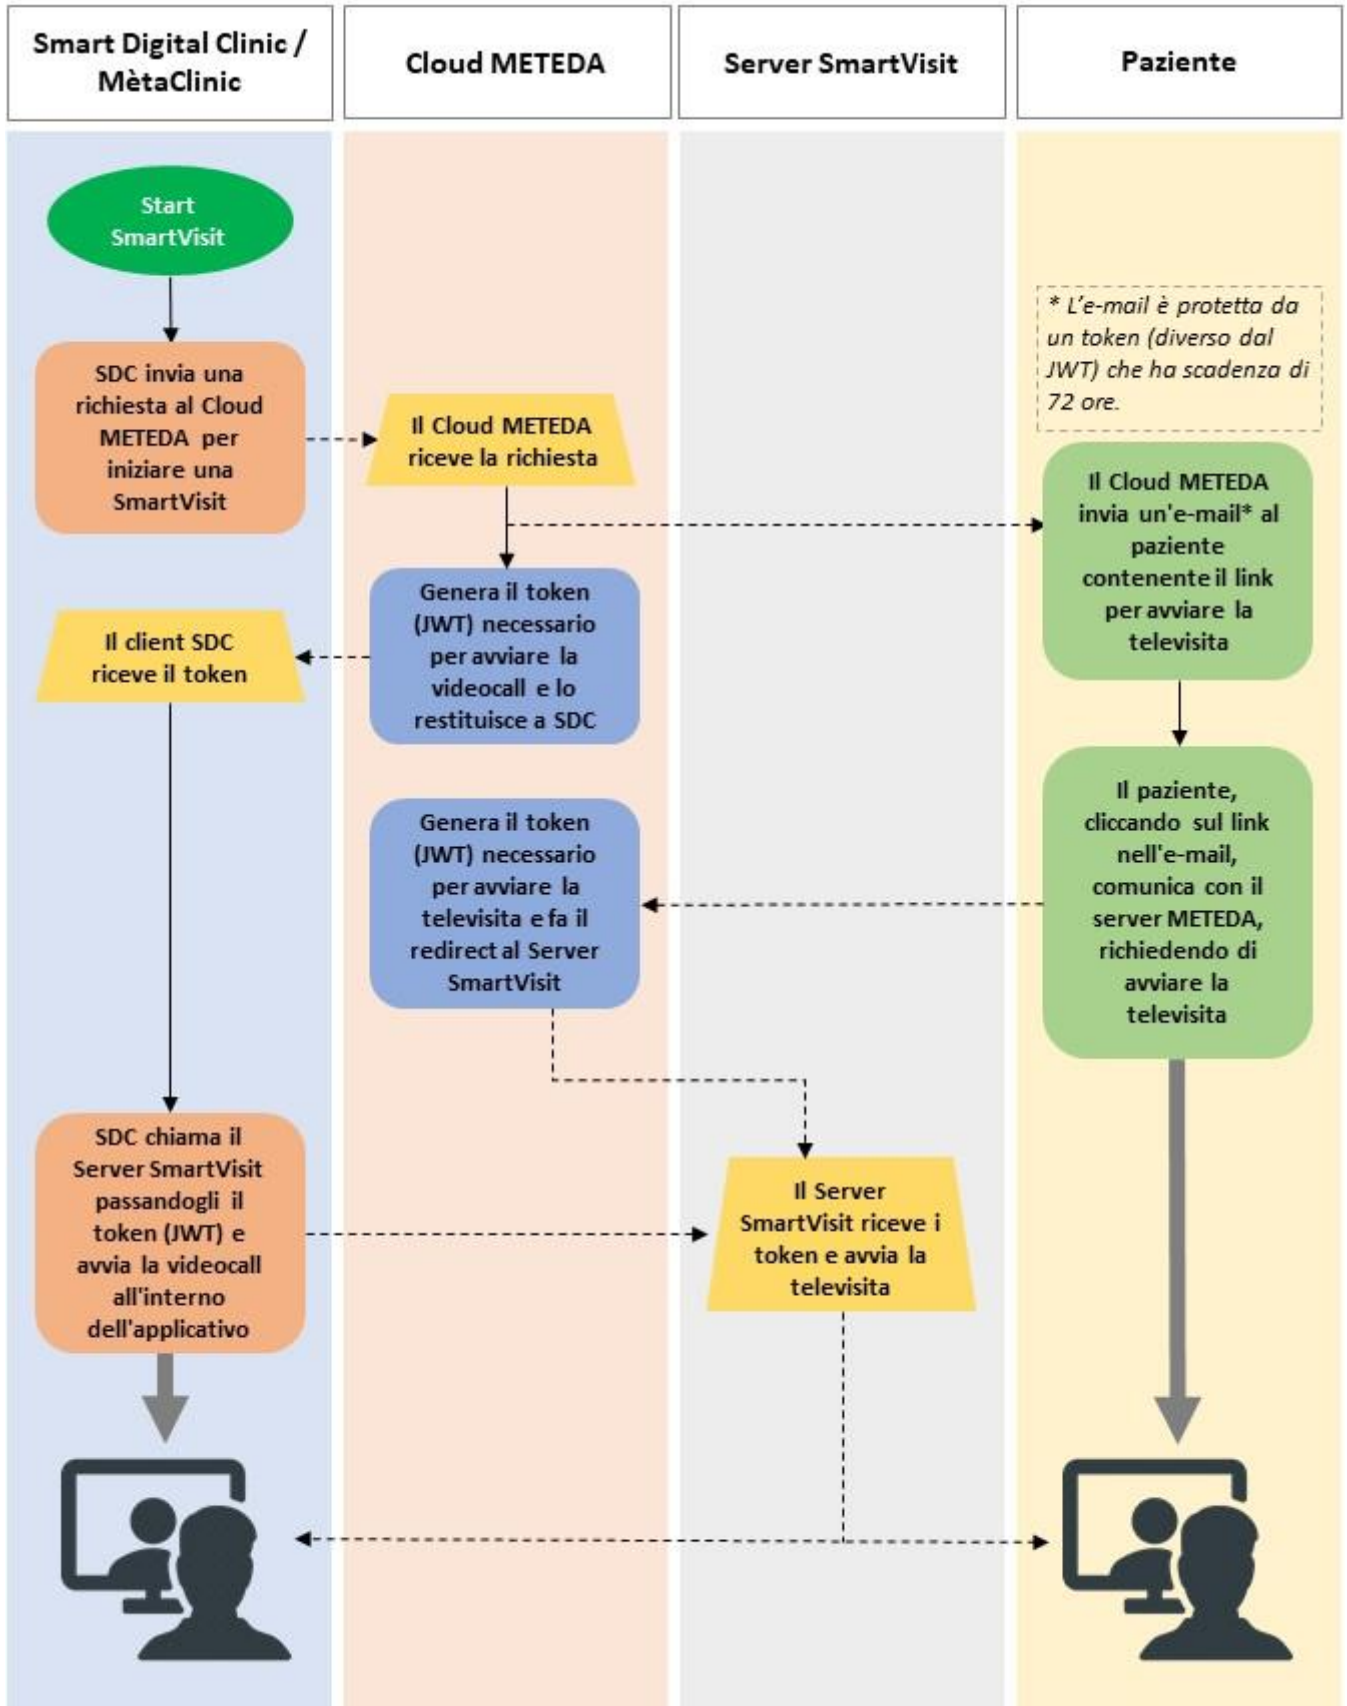 Smart Digital Clinic /
MètaClinic
Cloud METEDA
Server SmartVisit
Paziente
Start
SmartVisit
SDC invia una
richiesta al Cloud
METEDA per
iniziare una
SmartVisit
Il Cloud METEDA
riceve la richiesta
* L'e-mail è protetta da
un token (diverso dal
JWT) che ha scadenza di
72 ore.
Il Cloud METEDA
invia un'e-mail* al
paziente
contenente il link
per avviare la
televisita
Genera il token
(JWT) necessario
per avviare la
videocall e lo
restituisce a SDC
Il client SDC
riceve il token
Il paziente,
cliccando sul link
nell'e-mail,
comunica con il
server METEDA,
richiedendo di
avviare la
televisita
Genera il token
(JWT) necessario
per avviare la
televisita e fa il
redirect al Server
SmartVisit
SDC chiama il
Server SmartVisit
passandogli il
token (JWT) e
avvia la videocall
all'interno
dell'applicativo
Il Server
SmartVisit riceve i
token e avvia la
televisita